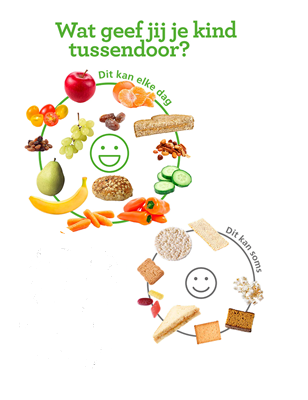 Wat geef jij je kind
tussendoor?
Dit kan elke dag
Dit kan soms